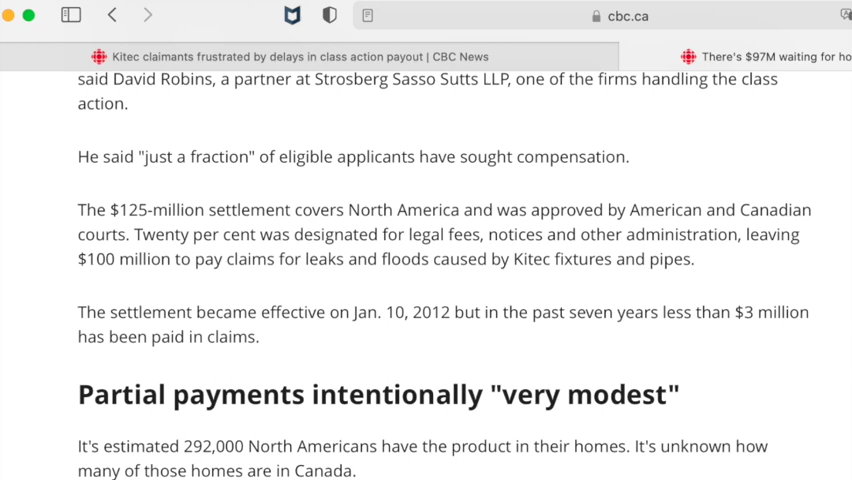 cbc.ca
Kitec claimants frustrated by delays in class action payout | CBC News
There's $97M waiting for ho
said David Robins, a partner at Strosberg Sasso Sutts LLP, one of the firms handling the class
action.
He said "just a fraction" of eligible applicants have sought compensation.
The $125-million settlement covers North America and was approved by American and Canadian
courts. Twenty per cent was designated for legal fees, notices and other administration, leaving
$100 million to pay claims for leaks and floods caused by Kitec fixtures and pipes.
The settlement became effective on Jan. 10, 2012 but in the past seven years less than $3 million
has been paid in claims.
Partial payments intentionally "very modest"
It's estimated 292,000 North Americans have the product in their homes. It's unknown how
many of those homes are in Canada.